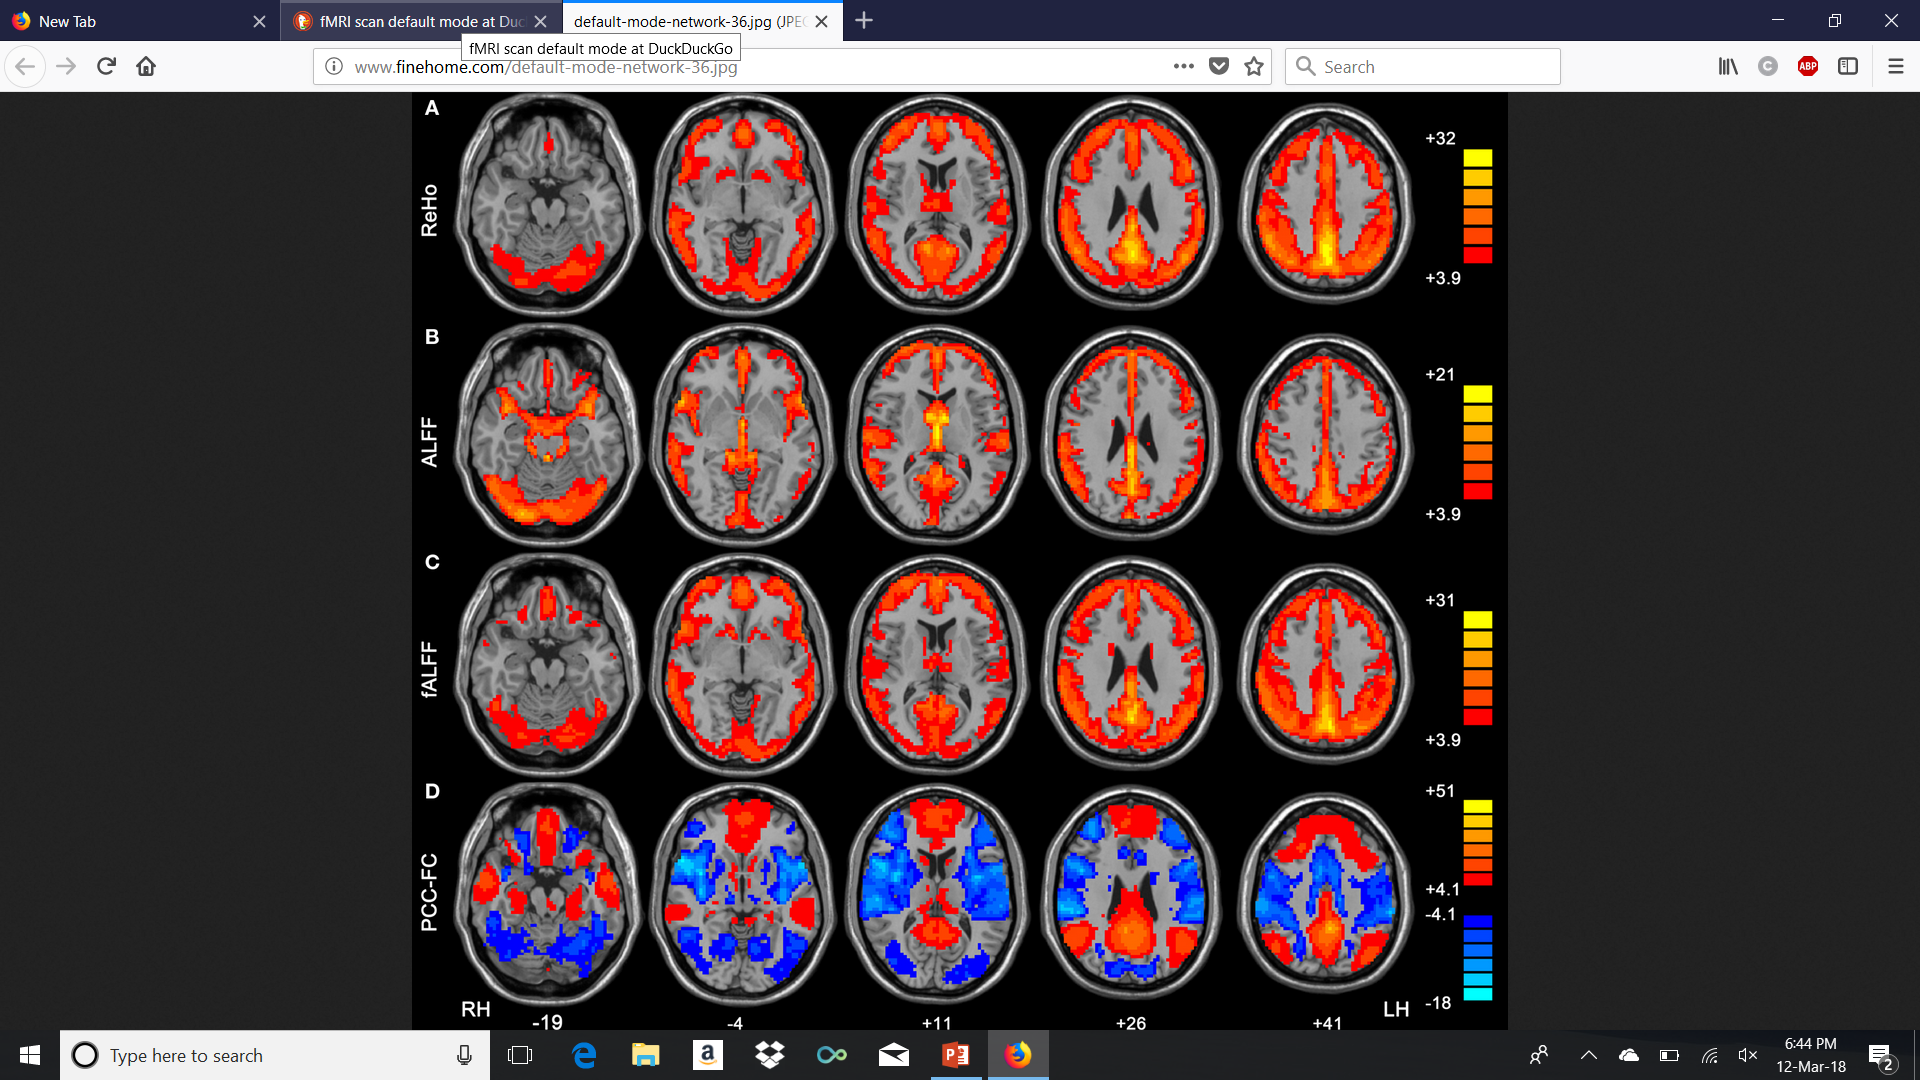 New Tab
fMRI scan default mode at Duc
default-mode-network-36.jpg (JPEG
fMRI scan default mode at DuckDuckGo
www.finehome.com/default-mode-network-36.jpg
Search
ABP
A
ReHo
+32
+3.9
B
ALFF
+21
+3.9
C
fALFF
+31
+3.9
D
PCC-FC
+51
+4.1
-4.1
-18
RH
LH
-19
-4
+11
+26
+41
Type here to search
6:44 PM
12-Mar-18
2